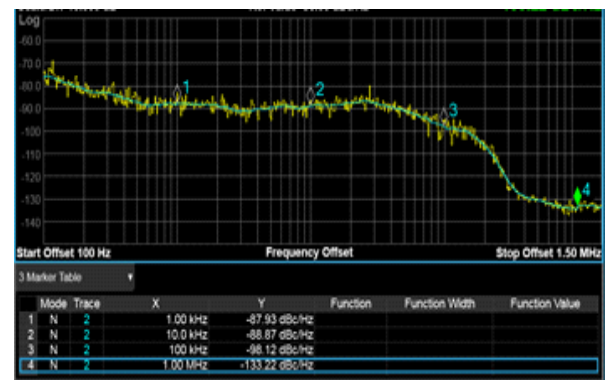 Log
-60.0
-70.0
-80.0
-90.0
-100
-110
-120
-130
-140
1
2
3
4
Start Offset 100 Hz Frequency Offset Stop Offset 1.50 MHz
3 Marker Table
Mode Trace X Y Function Function Width Function Value
1 N 2 1.00 kHz -87.93 dBc/Hz
2 N 2 10.0 kHz -88.87 dBc/Hz
3 N 2 100 kHz -98.12 dBc/Hz
4 N 2 1.00 MHz -133.22 dBc/Hz